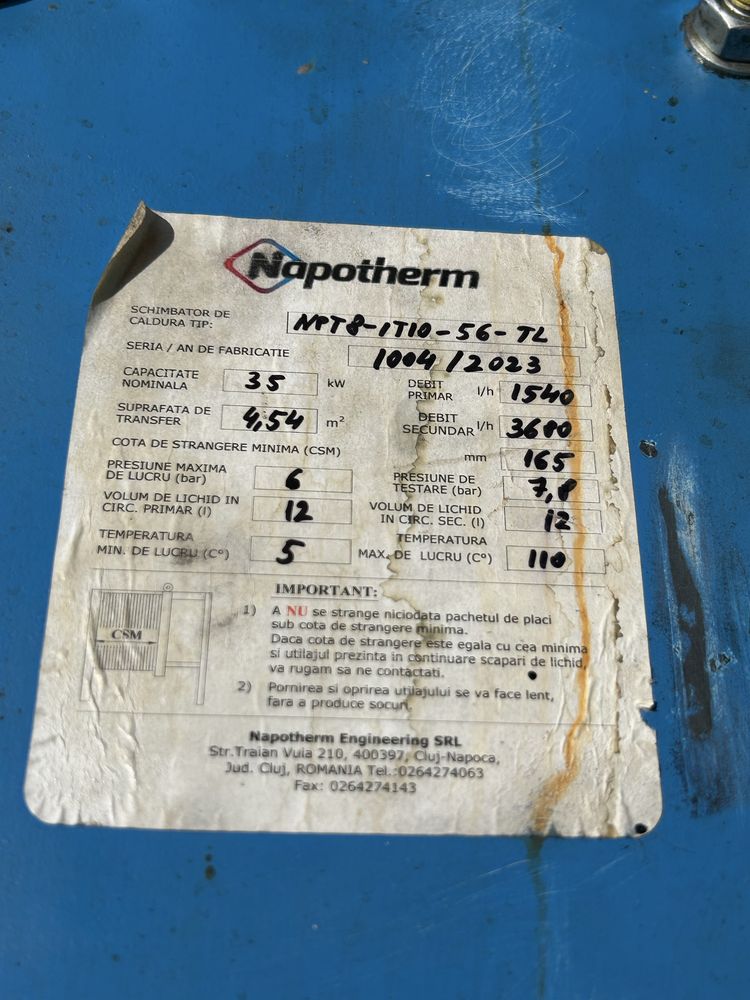 Napotherm
SCHIMBATOR DE
CALDURA TIP: NPT8-1T10-56-TL
SERIA / AN DE FABRICATIE 1004/2023
CAPACITATE
NOMINALA 35 kW
DEBIT
PRIMAR l/h 1540
SUPRAFATA DE
TRANSFER 4,54 m²
DEBIT
SECUNDAR l/h 3680
COTA DE STRANGERE MINIMA (CSM) mm 165
PRESIUNE MAXIMA
DE LUCRU (bar) 6
PRESIUNE DE
TESTARE (bar) 7,8
VOLUM DE LICHID IN
CIRC. PRIMAR (l) 12
VOLUM DE LICHID
IN CIRC. SEC. (l) 12
TEMPERATURA
MIN. DE LUCRU (C°) 5
TEMPERATURA
MAX. DE LUCRU (C°) 110
IMPORTANT:
CSM
1) A NU se strange niciodata pachetul de placi
sub cota de strangere minima.
Daca cota de strangere este egala cu cea minima
si utilajul prezinta in continuare scapari de lichid,
va rugam sa ne contactati.
2) Pornirea si oprirea utilajului se va face lent,
fara a produce socuri.
Napotherm Engineering SRL
Str.Traian Vuia 210, 400397, Cluj-Napoca,
Jud. Cluj, ROMANIA Tel.:0264274063
Fax: 0264274143